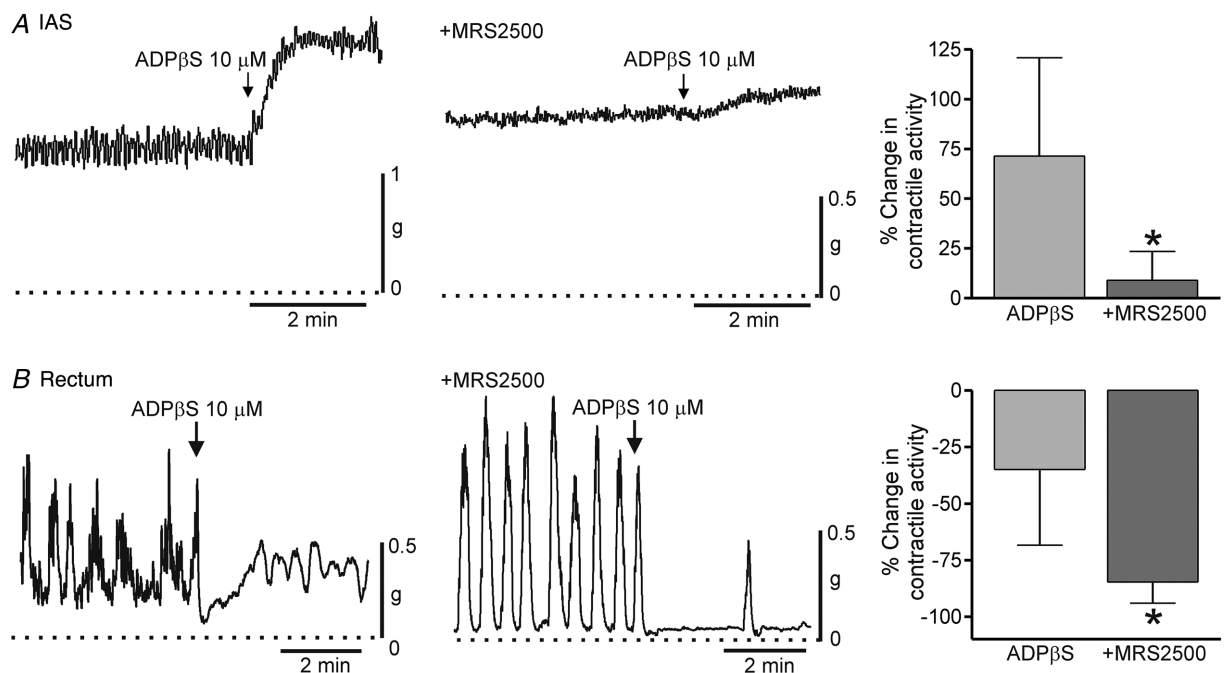 A IAS
ADPβS 10 μM
1
g
0
2 min
+MRS2500
ADPβS 10 μM
0.5
g
0
2 min
% Change in
contractile activity
125
100
75
50
25
0
*
ADPβS +MRS2500
B Rectum
ADPβS 10 μM
0.5
g
0
2 min
+MRS2500
ADPβS 10 μM
0.5
g
0
2 min
% Change in
contractile activity
0
-25
-50
-75
-100
*
ADPβS +MRS2500